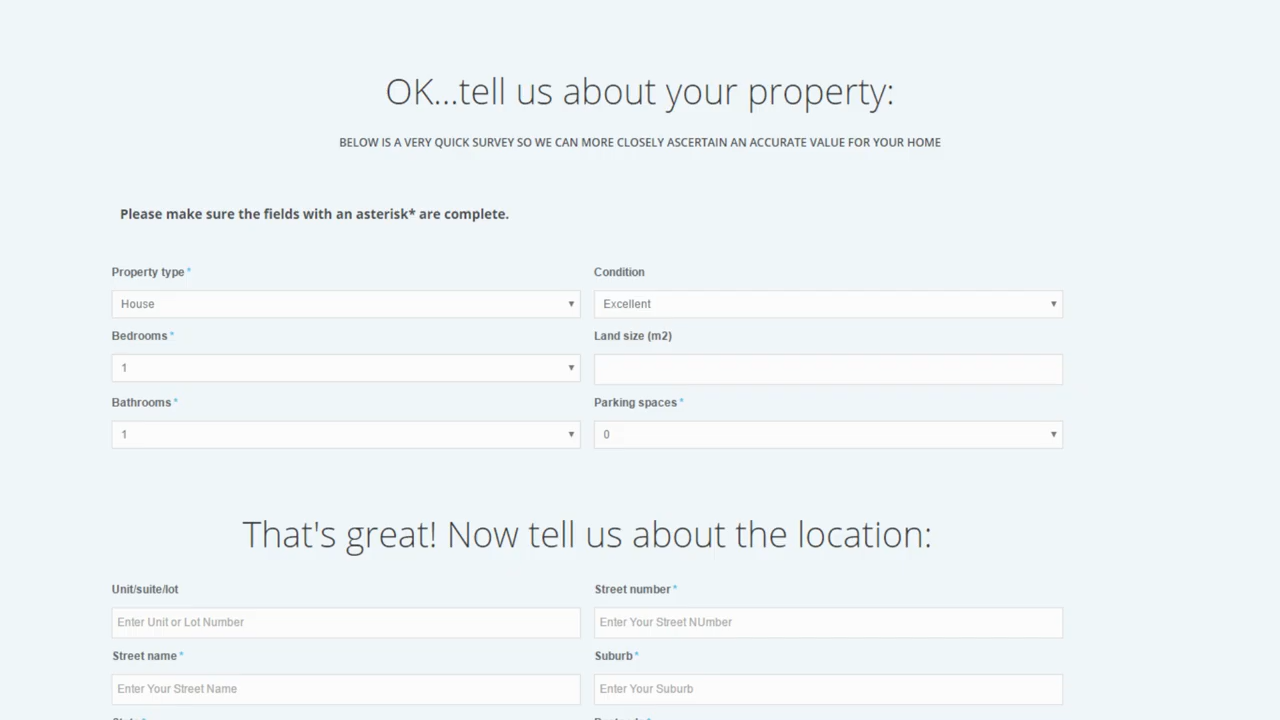 OK...tell us about your property:
BELOW IS A VERY QUICK SURVEY SO WE CAN MORE CLOSELY ASCERTAIN AN ACCURATE VALUE FOR YOUR HOME
Please make sure the fields with an asterisk* are complete.
Property type *
Condition
House
Excellent
Bedrooms *
Land size (m2)
1
Bathrooms *
Parking spaces *
1
0
That's great! Now tell us about the location:
Unit/suite/lot
Street number *
Enter Unit or Lot Number
Enter Your Street NUmber
Street name *
Suburb *
Enter Your Street Name
Enter Your Suburb